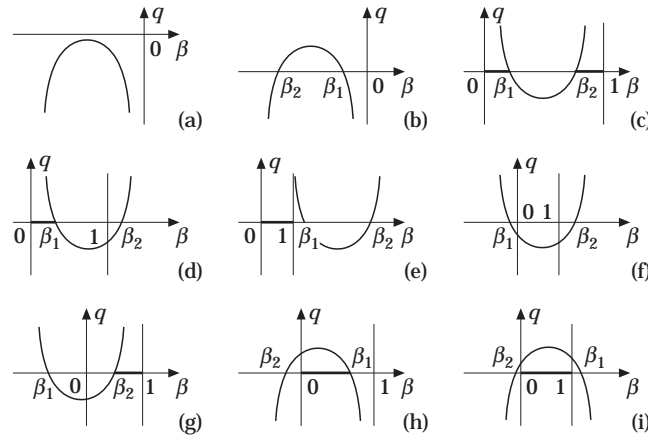 q
0 β
(a)
q
β₂ β₁ 0 β
(b)
q
0 β₁ β₂ 1 β
(c)
q
0 β₁ 1 β₂ β
(d)
q
0 1 β₁ β₂ β
(e)
q
0 1
β₁ β₂ β
(f)
q
0
β₁ β₂ 1 β
(g)
q
β₂ β₁
0 1 β
(h)
q
β₂ β₁
0 1 β
(i)